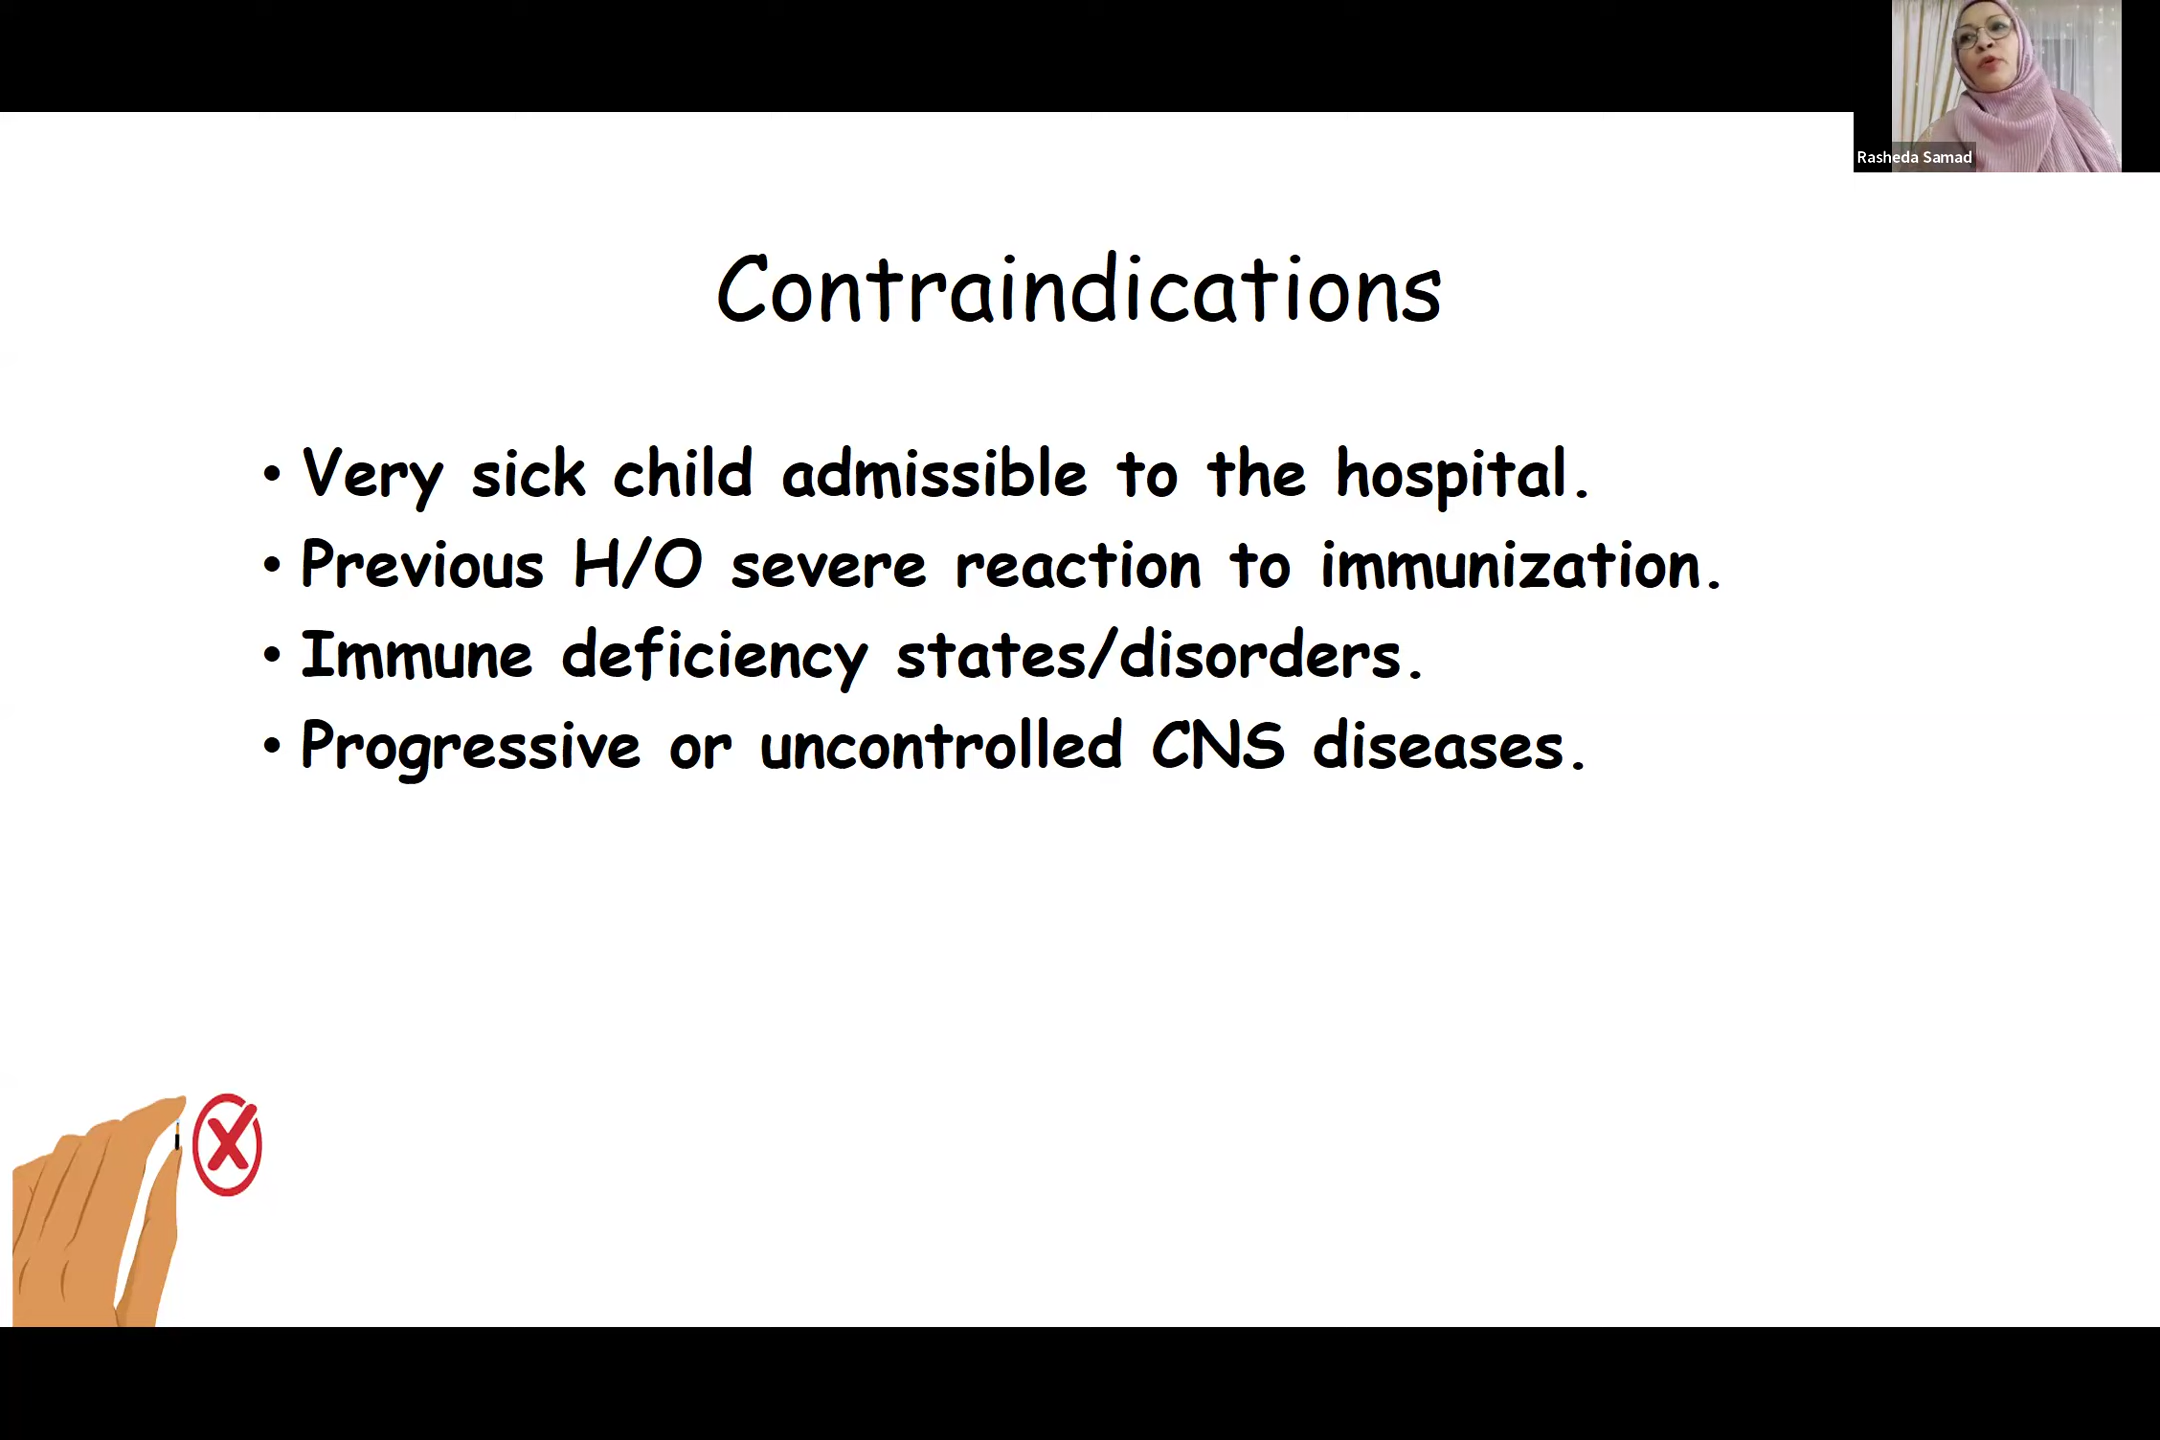 Rasheda Samad
Contraindications
• Very sick child admissible to the hospital.
• Previous H/O severe reaction to immunization.
• Immune deficiency states/disorders.
• Progressive or uncontrolled CNS diseases.